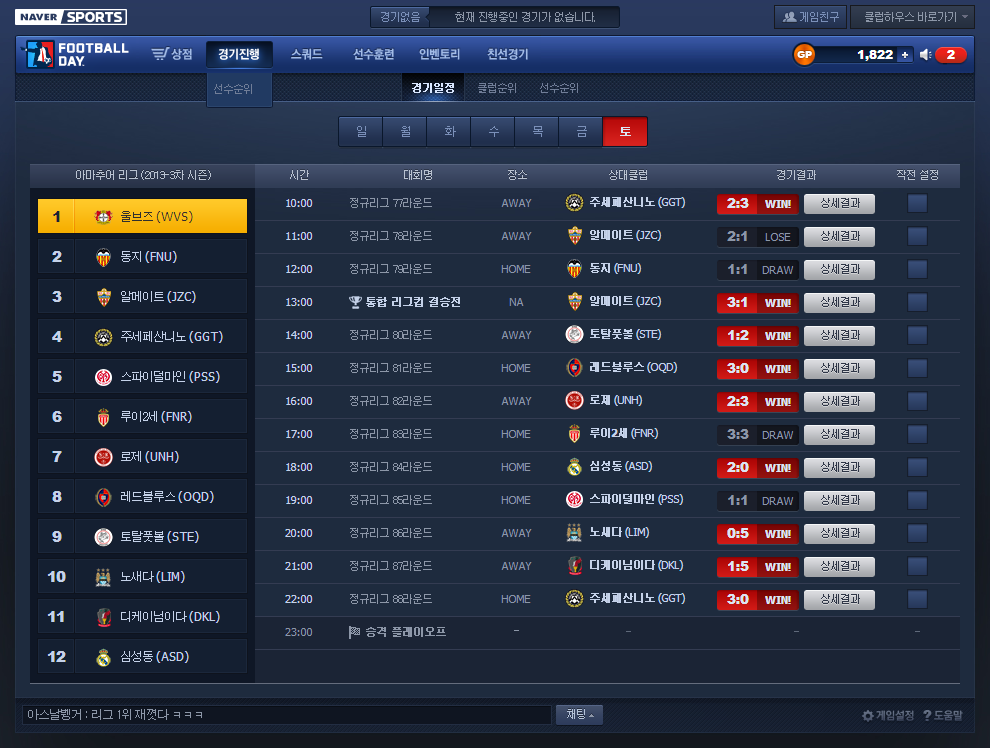 NAVER SPORTS
경기없음 현재 진행중인 경기가 없습니다.
게임친구 클럽하우스 바로가기
FOOTBALL DAY.
상점 경기진행 스쿼드 선수훈련 인벤토리 친선경기
GP 1,822 + 2
선수순위
경기일정 클럽순위 선수순위
일 월 화 수 목 금 토
아마추어 리그 (2013-3차 시즌)
1 울브즈 (WVS)
2 동지 (FNU)
3 알메이트 (JZC)
4 주세페산니노 (GGT)
5 스파이덜마인 (PSS)
6 루이2세 (FNR)
7 로제 (UNH)
8 레드블루스 (OQD)
9 토탈풋볼 (STE)
10 노새다 (LIM)
11 디케이님이다 (DKL)
12 심성동 (ASD)
시간 대회명 장소 상대클럽 경기결과 작전 설정
10:00 정규리그 77라운드 AWAY 주세페산니노 (GGT) 2:3 WIN! 상세결과
11:00 정규리그 78라운드 AWAY 알메이트 (JZC) 2:1 LOSE 상세결과
12:00 정규리그 79라운드 HOME 동지 (FNU) 1:1 DRAW 상세결과
13:00 통합 리그컵 결승전 NA 알메이트 (JZC) 3:1 WIN! 상세결과
14:00 정규리그 80라운드 AWAY 토탈풋볼 (STE) 1:2 WIN! 상세결과
15:00 정규리그 81라운드 HOME 레드블루스 (OQD) 3:0 WIN! 상세결과
16:00 정규리그 82라운드 AWAY 로제 (UNH) 2:3 WIN! 상세결과
17:00 정규리그 83라운드 HOME 루이2세 (FNR) 3:3 DRAW 상세결과
18:00 정규리그 84라운드 HOME 심성동 (ASD) 2:0 WIN! 상세결과
19:00 정규리그 85라운드 HOME 스파이덜마인 (PSS) 1:1 DRAW 상세결과
20:00 정규리그 86라운드 AWAY 노새다 (LIM) 0:5 WIN! 상세결과
21:00 정규리그 87라운드 AWAY 디케이님이다 (DKL) 1:5 WIN! 상세결과
22:00 정규리그 88라운드 HOME 주세페산니노 (GGT) 3:0 WIN! 상세결과
23:00 승격 플레이오프 - - - -
아스날벵거 : 리그 1위 재꼇다 ㅋㅋㅋ
채팅
게임설정 ? 도움말